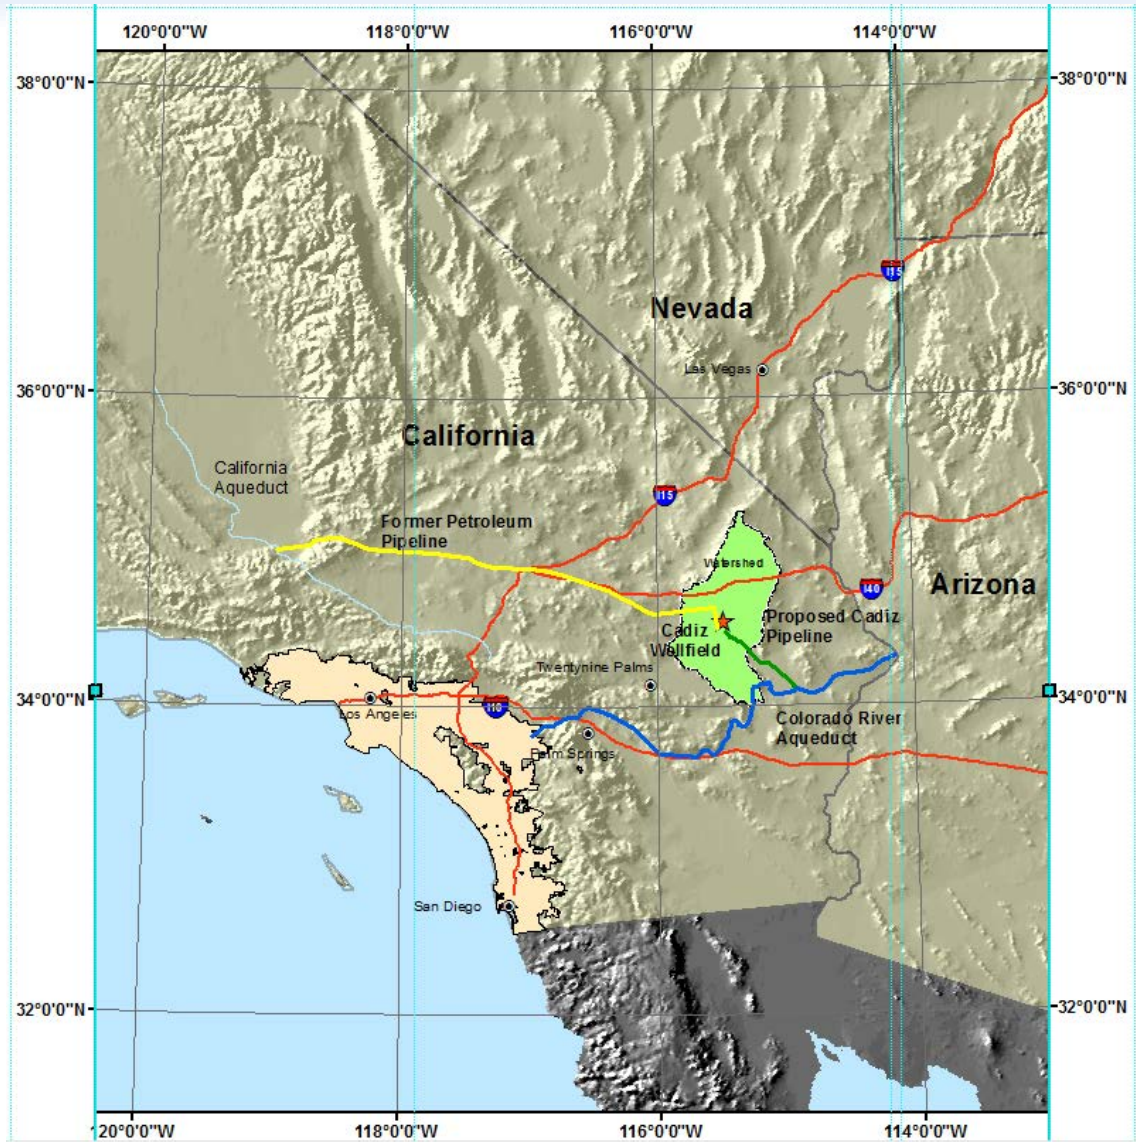 120°0'0"W
118°0'0"W
116°0'0"W
114°0'0"W
38°0'0"N
38°0'0"N
I15
Nevada
Las Vegas
36°0'0"N
36°0'0"N
California
California
Aqueduct
I15
Former Petroleum
Pipeline
Watershed
I40
Arizona
Proposed Cadiz
Pipeline
Cadiz
Wellfield
Twentynine Palms
34°0'0"N
34°0'0"N
I10
Los Angeles
Colorado River
Aqueduct
Palm Springs
San Diego
32°0'0"N
32°0'0"N
120°0'0"W
118°0'0"W
116°0'0"W
114°0'0"W